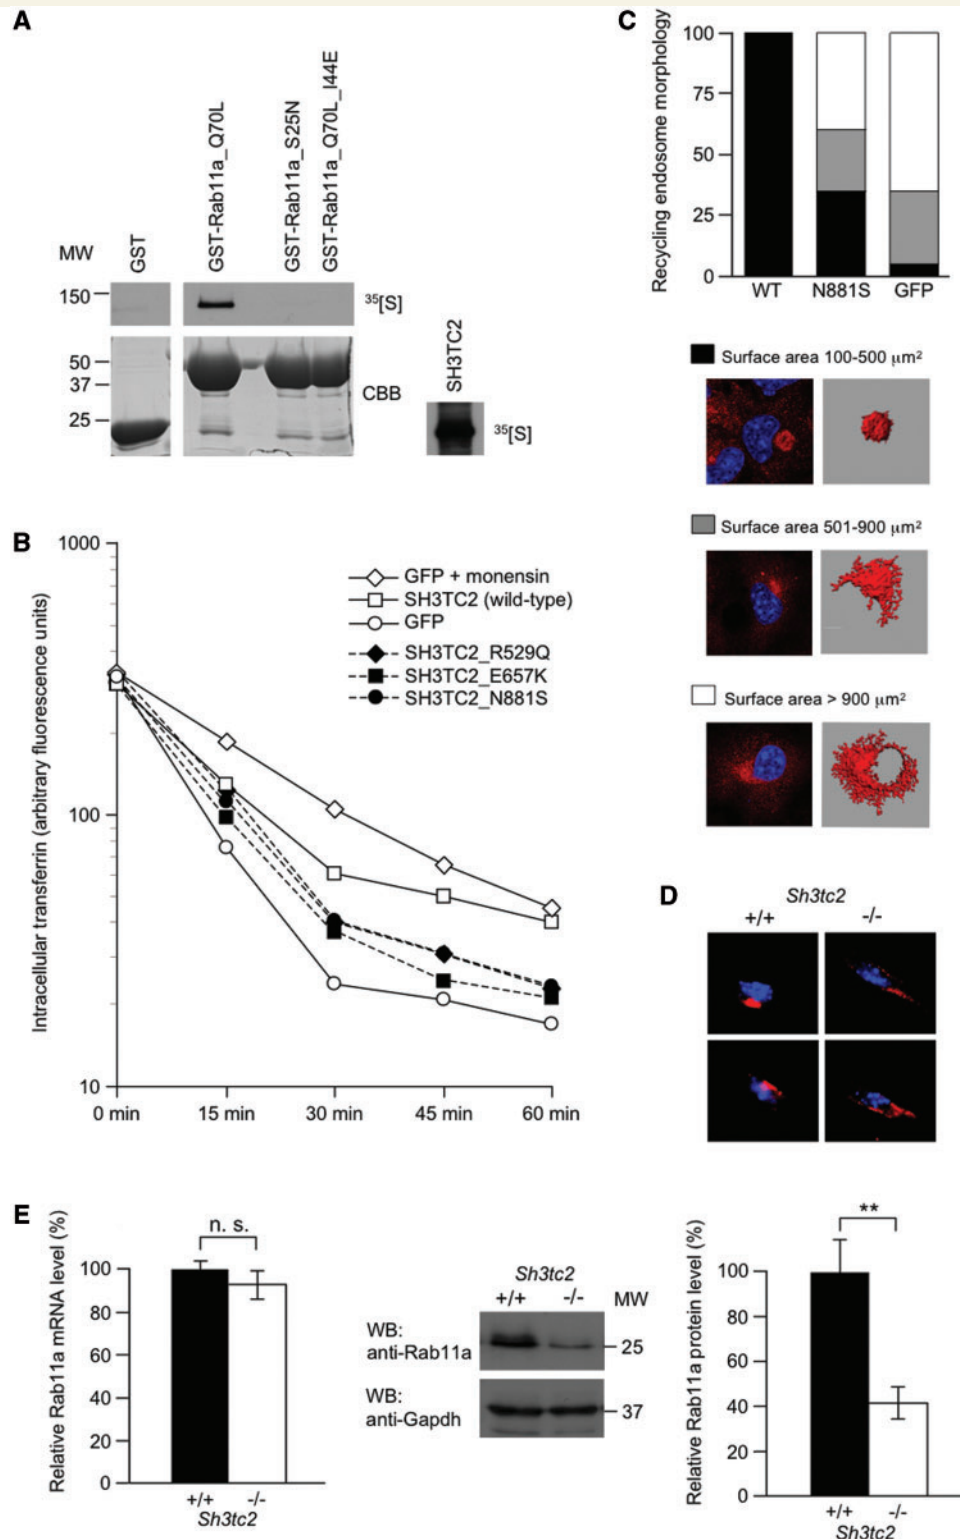 A
MW
GST
GST-Rab11a_Q70L
GST-Rab11a_S25N
GST-Rab11a_Q70L_I44E
150
³⁵[S]
50
37
25
CBB
SH3TC2
³⁵[S]
B
Intracellular transferrin (arbitrary fluorescence units)
1000
100
10
0 min
15 min
30 min
45 min
60 min
GFP + monensin
SH3TC2 (wild-type)
GFP
SH3TC2_R529Q
SH3TC2_E657K
SH3TC2_N881S
C
Recycling endosome morphology
100
75
50
25
0
WT
N881S
GFP
Surface area 100-500 µm²
Surface area 501-900 µm²
Surface area > 900 µm²
D
Sh3tc2
+/+
-/-
E
Relative Rab11a mRNA level (%)
n. s.
100
80
60
40
20
0
+/+
-/-
Sh3tc2
Sh3tc2
+/+
-/-
MW
WB:
anti-Rab11a
25
WB:
anti-Gapdh
37
Relative Rab11a protein level (%)
**
100
80
60
40
20
0
+/+
-/-
Sh3tc2